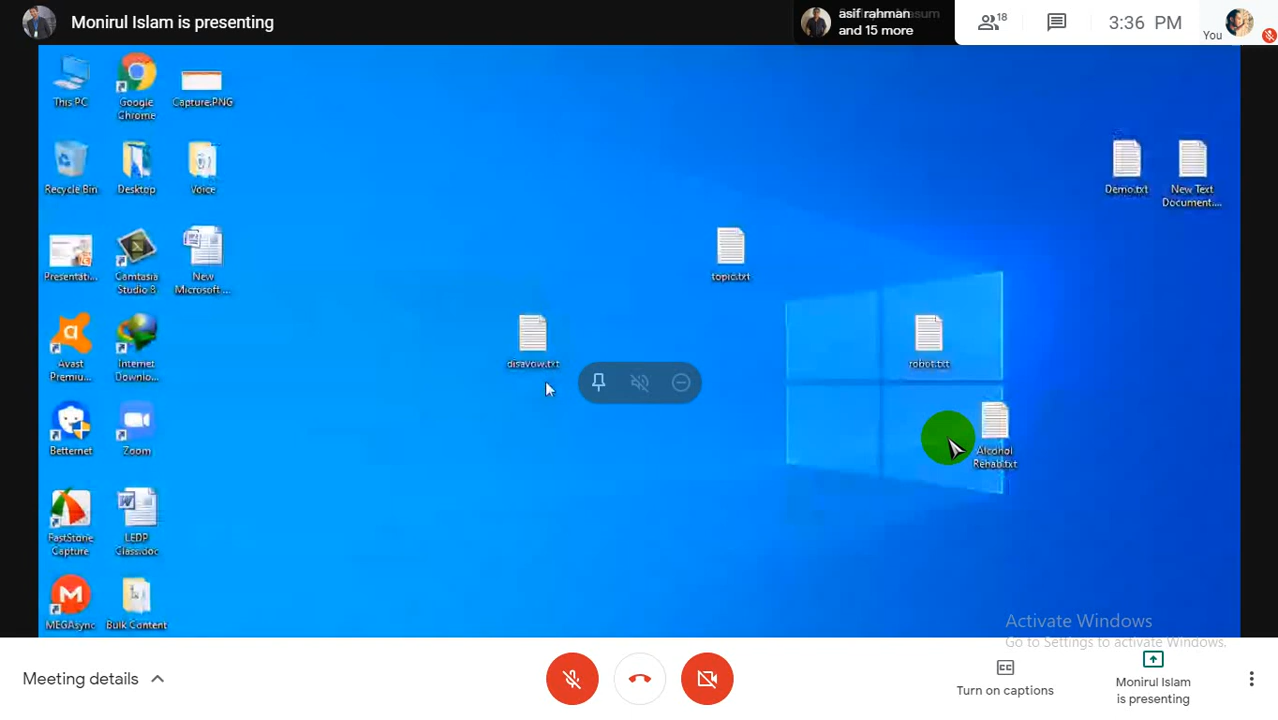 Monirul Islam is presenting
asif rahman
and 15 more
18
3:36 PM
You
This PC
Google
Chrome
Capture.PNG
Recycle Bin
Desktop
Voice
Demo.txt
New Text
Document....
Presentati...
Camtasia
Studio 8
New
Microsoft ...
topic.txt
Avast
Premiu...
Internet
Downlo...
disavow.txt
robot.txt
Betternet
Zoom
Alcohol
Rehab.txt
FastStone
Capture
LEDP
Class.doc
MEGAsync
Bulk Content
Activate Windows
Go to Settings to activate Windows.
Meeting details
Turn on captions
Monirul Islam
is presenting